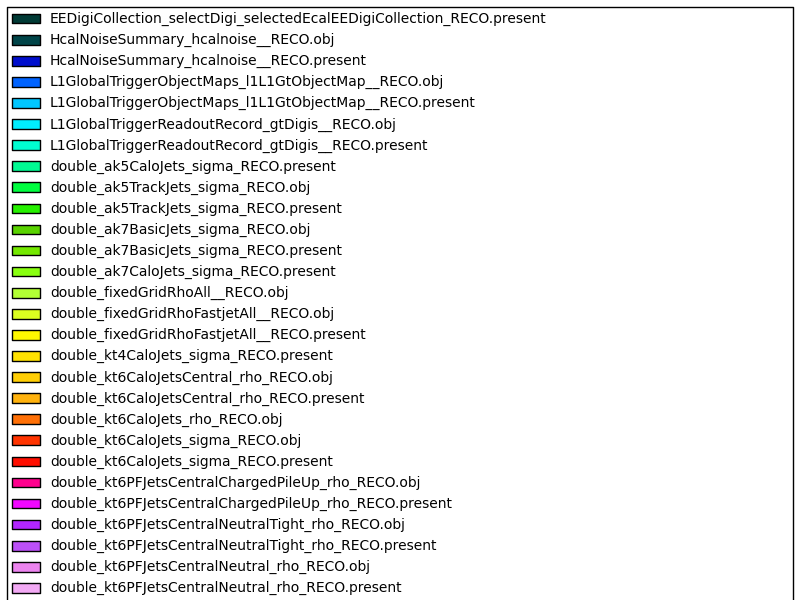 EEDigiCollection_selectDigi_selectedEcalEEDigiCollection_RECO.present
HcalNoiseSummary_hcalnoise__RECO.obj
HcalNoiseSummary_hcalnoise__RECO.present
L1GlobalTriggerObjectMaps_l1L1GtObjectMap__RECO.obj
L1GlobalTriggerObjectMaps_l1L1GtObjectMap__RECO.present
L1GlobalTriggerReadoutRecord_gtDigis__RECO.obj
L1GlobalTriggerReadoutRecord_gtDigis__RECO.present
double_ak5CaloJets_sigma_RECO.present
double_ak5TrackJets_sigma_RECO.obj
double_ak5TrackJets_sigma_RECO.present
double_ak7BasicJets_sigma_RECO.obj
double_ak7BasicJets_sigma_RECO.present
double_ak7CaloJets_sigma_RECO.present
double_fixedGridRhoAll__RECO.obj
double_fixedGridRhoFastjetAll__RECO.obj
double_fixedGridRhoFastjetAll__RECO.present
double_kt4CaloJets_sigma_RECO.present
double_kt6CaloJetsCentral_rho_RECO.obj
double_kt6CaloJetsCentral_rho_RECO.present
double_kt6CaloJets_rho_RECO.obj
double_kt6CaloJets_sigma_RECO.obj
double_kt6CaloJets_sigma_RECO.present
double_kt6PFJetsCentralChargedPileUp_rho_RECO.obj
double_kt6PFJetsCentralChargedPileUp_rho_RECO.present
double_kt6PFJetsCentralNeutralTight_rho_RECO.obj
double_kt6PFJetsCentralNeutralTight_rho_RECO.present
double_kt6PFJetsCentralNeutral_rho_RECO.obj
double_kt6PFJetsCentralNeutral_rho_RECO.present